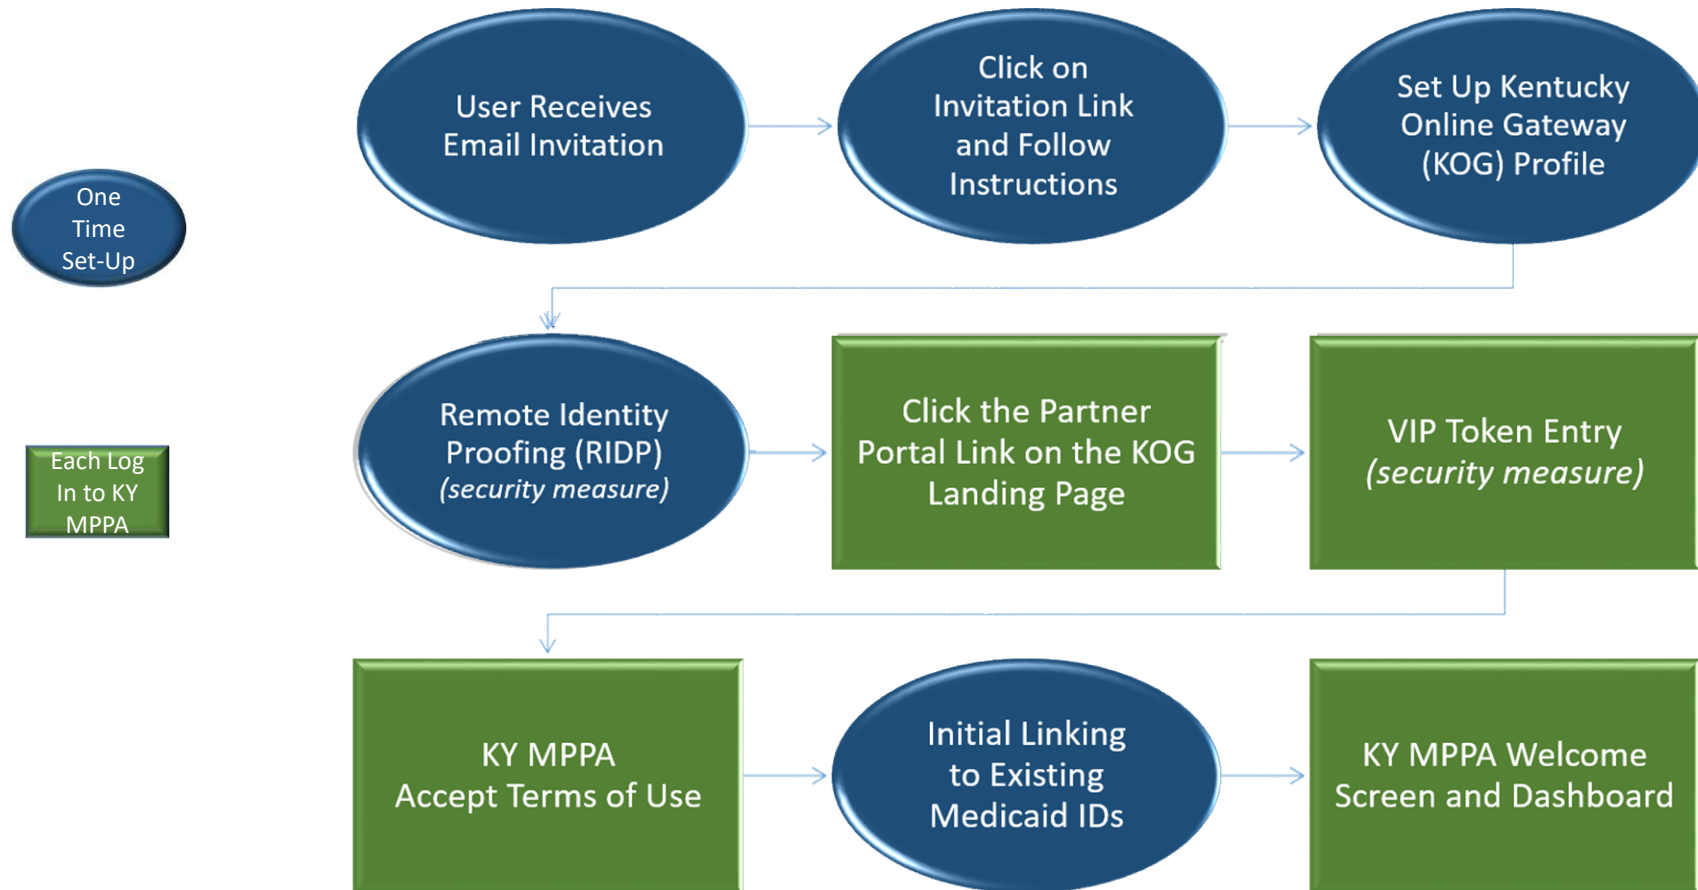 User Receives
Email Invitation
Click on
Invitation Link
and Follow
Instructions
Set Up Kentucky
Online Gateway
(KOG) Profile
One
Time
Set-Up
Remote Identity
Proofing (RIDP)
(security measure)
Click the Partner
Portal Link on the KOG
Landing Page
VIP Token Entry
(security measure)
Each Log
In to KY
MPPA
KY MPPA
Accept Terms of Use
Initial Linking
to Existing
Medicaid IDs
KY MPPA Welcome
Screen and Dashboard